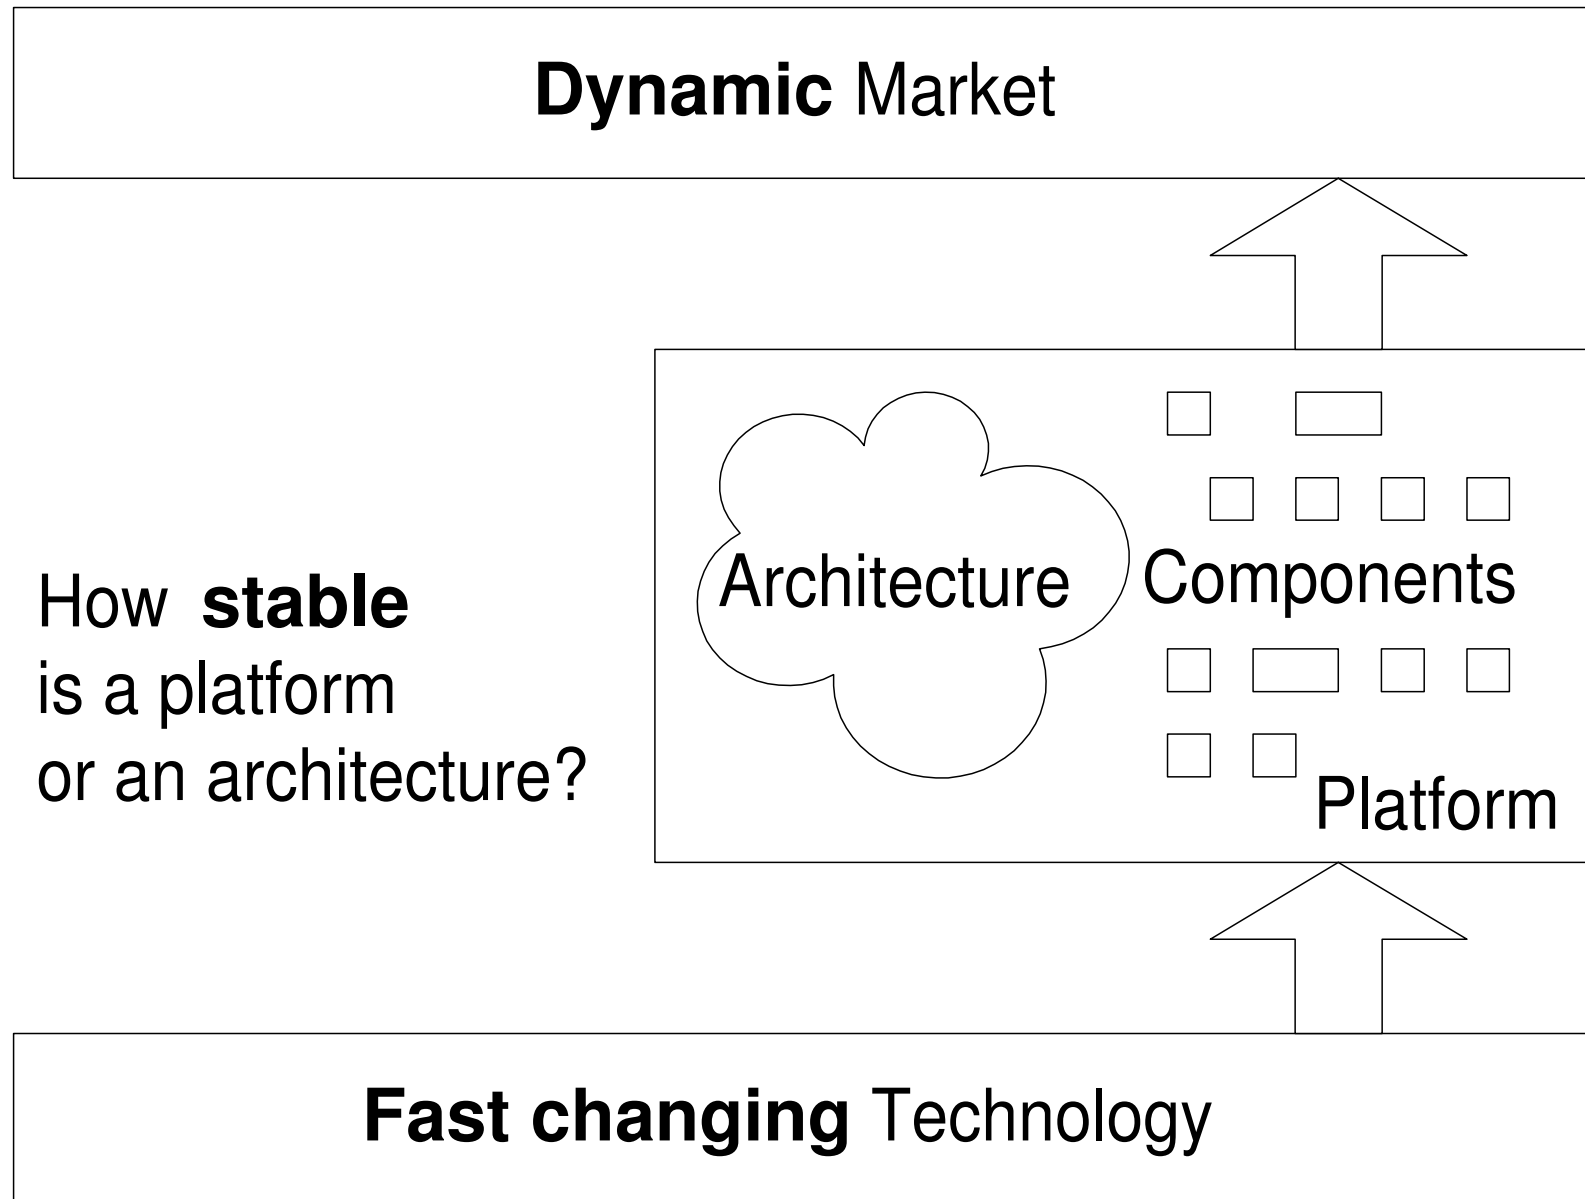 Dynamic Market
Architecture
Components
How stable
is a platform
or an architecture?
Platform
Fast changing Technology